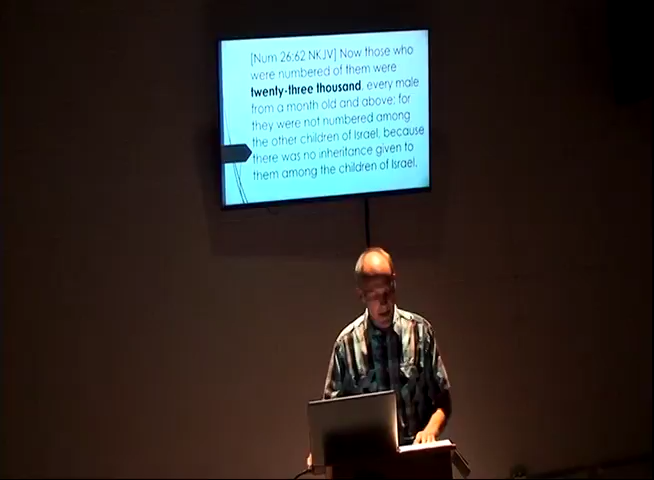 [Num 26:62 NKJV] Now those who
were numbered of them were
twenty-three thousand, every male
from a month old and above; for
they were not numbered among
the other children of Israel, because
there was no inheritance given to
them among the children of Israel.